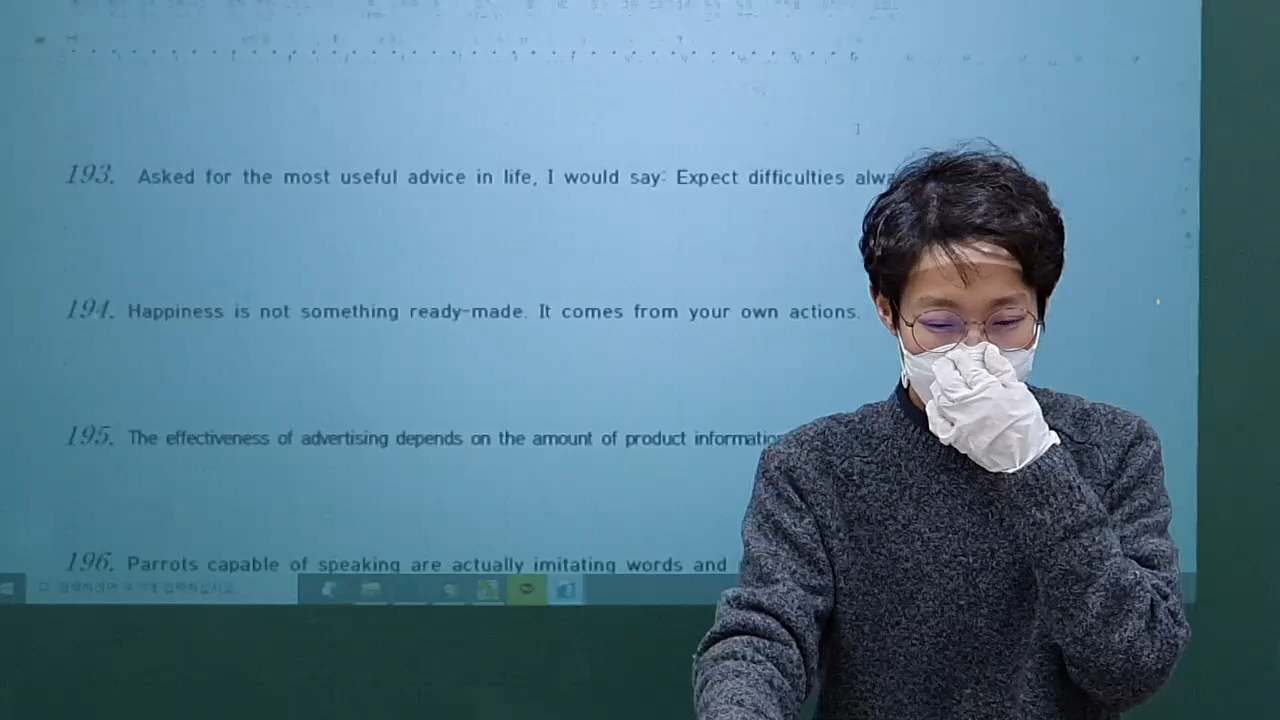 193. Asked for the most useful advice in life, I would say: Expect difficulties
194. Happiness is not something ready-made. It comes from your own actions.
195. The effectiveness of advertising depends on the amount of product
196. Parrots capable of speaking are actually imitating words and